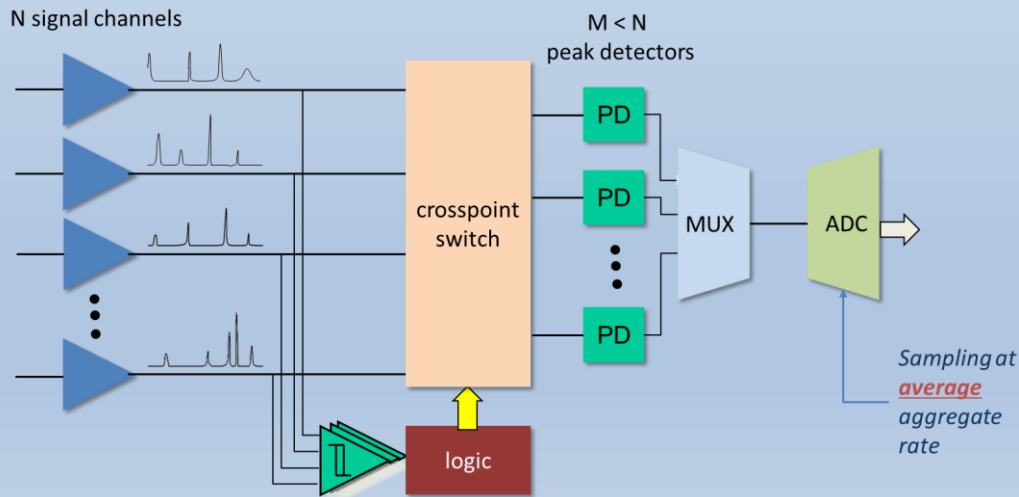 N signal channels
M < N
peak detectors
PD
PD
PD
crosspoint
switch
MUX
ADC
logic
Sampling at
average
aggregate
rate